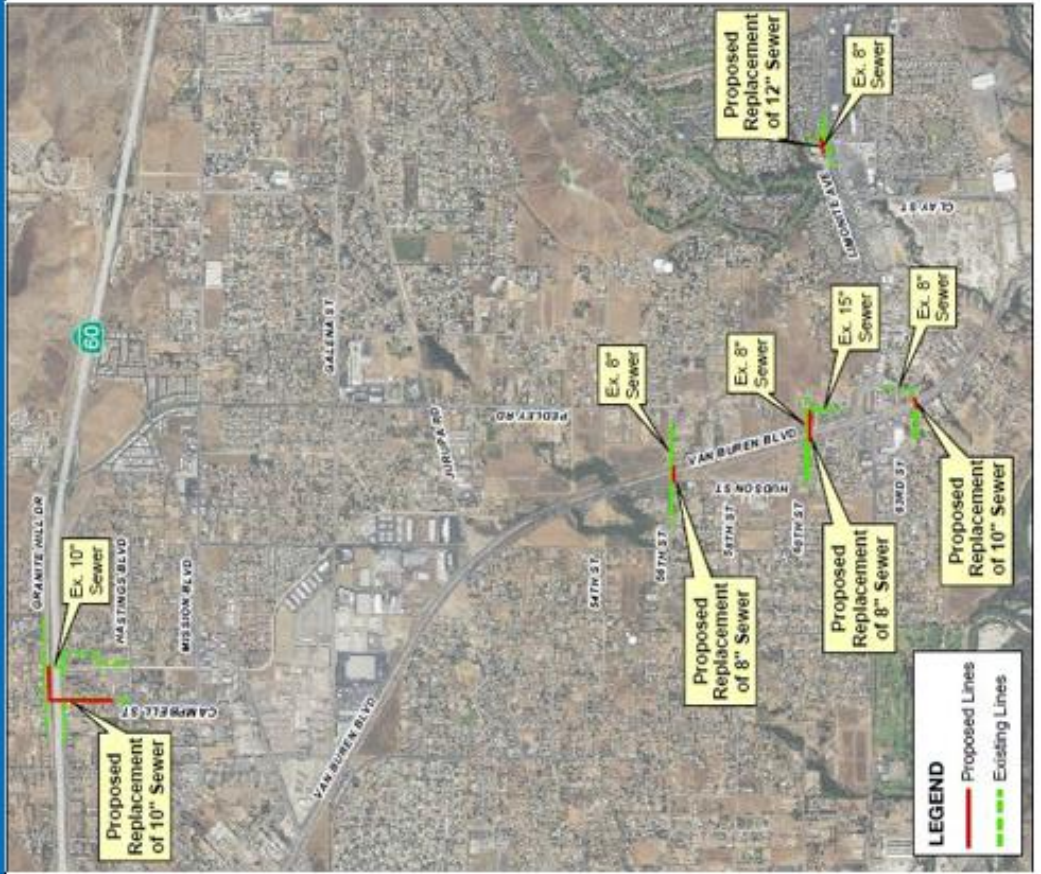 Proposed
Replacement
of 12" Sewer
Ex. 8"
Sewer
LIMONITE AVE
CLAY ST
60
GALENA ST
JURUPA RD
PEDLEY RD
Ex. 8"
Sewer
Ex. 8"
Sewer
Ex. 15"
Sewer
Ex. 8"
Sewer
VAN BUREN BLVD
HUDSON ST
56TH ST
58TH ST
60TH ST
63RD ST
54TH ST
Proposed
Replacement
of 8" Sewer
Proposed
Replacement
of 8" Sewer
Proposed
Replacement
of 10" Sewer
GRANITE HILL DR
Ex. 10"
Sewer
HASTINGS BLVD
MISSION BLVD
CAMPBELL ST
VAN BUREN BLVD
Proposed
Replacement
of 10" Sewer
LEGEND
Proposed Lines
Existing Lines